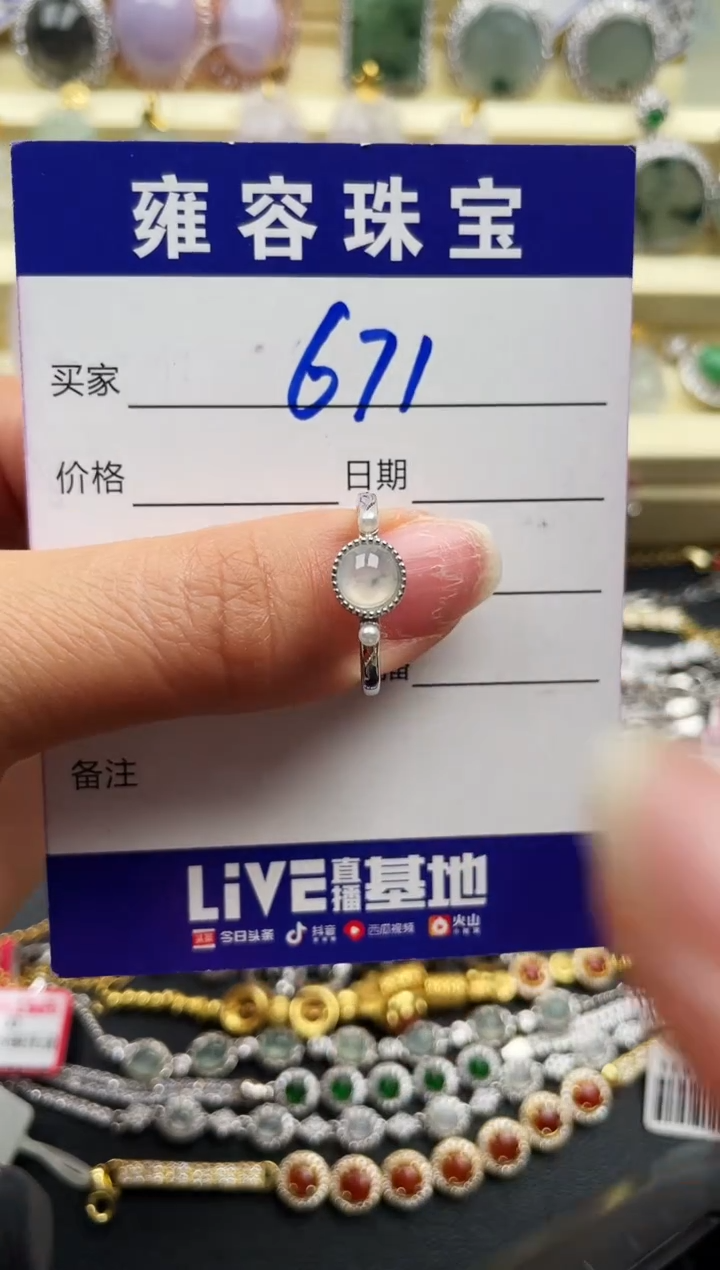 雍容珠宝
买家 671
价格 日期
备注
LiVE直播基地
今日头条 抖音 西瓜视频 火山